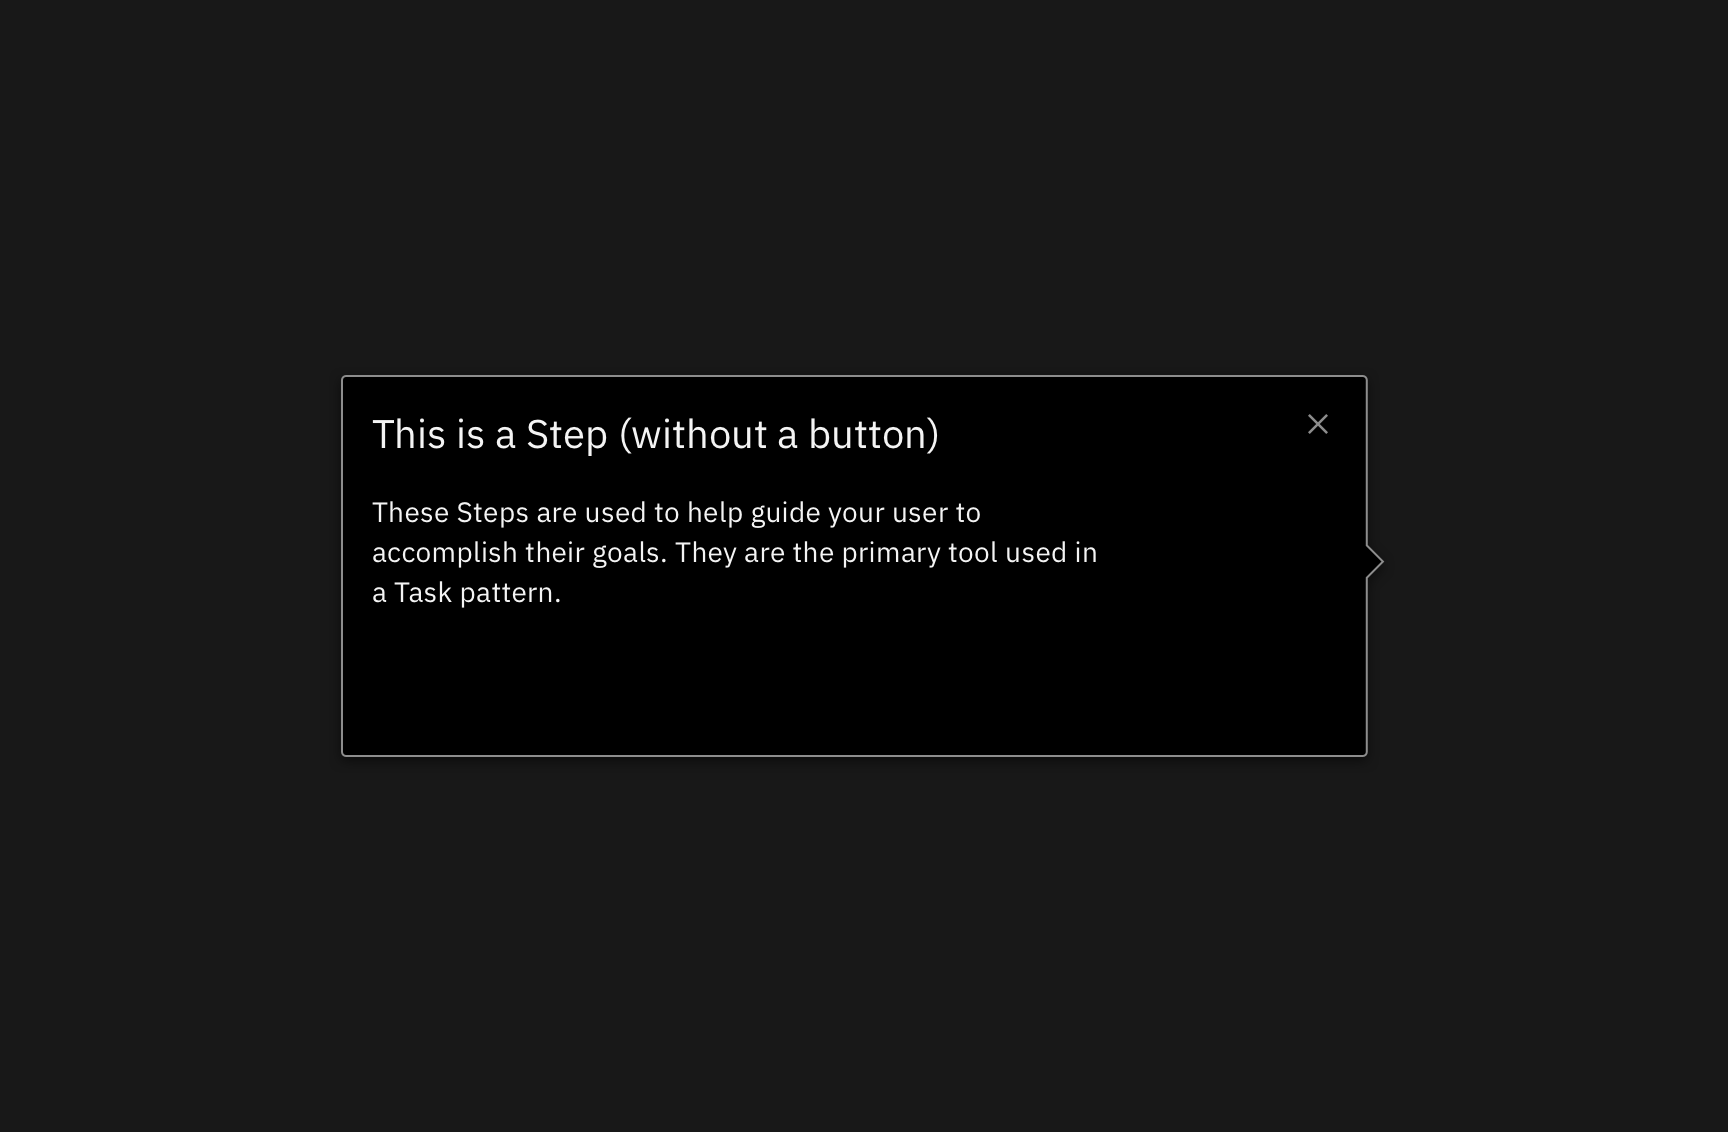 This is a Step (without a button)
These Steps are used to help guide your user to
accomplish their goals. They are the primary tool used in
a Task pattern.